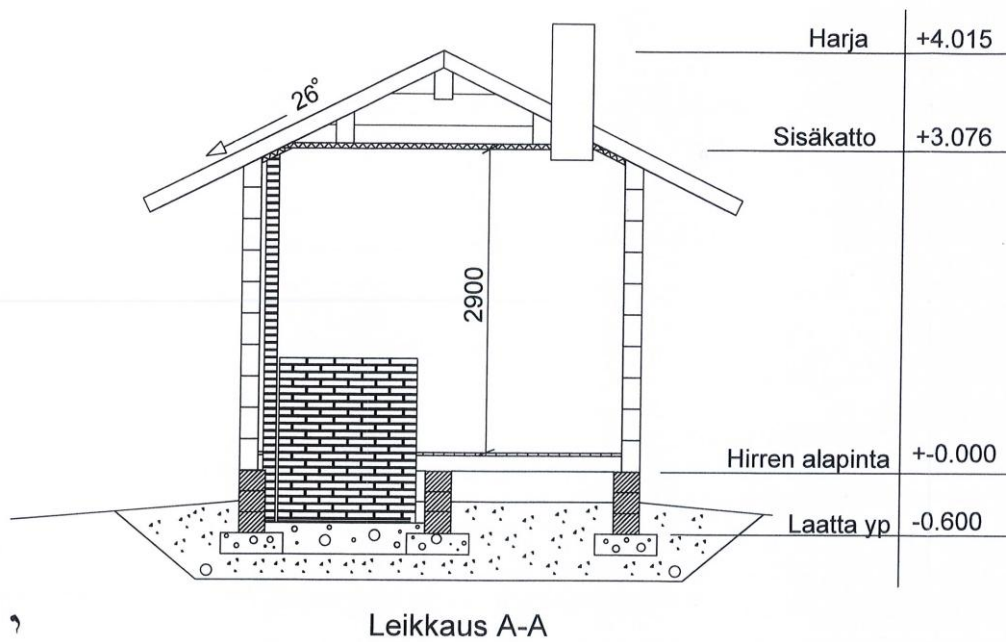 Harja +4.015
26°
Sisäkatto +3.076
2900
Hirren alapinta +-0.000
Laatta yp -0.600
Leikkaus A-A